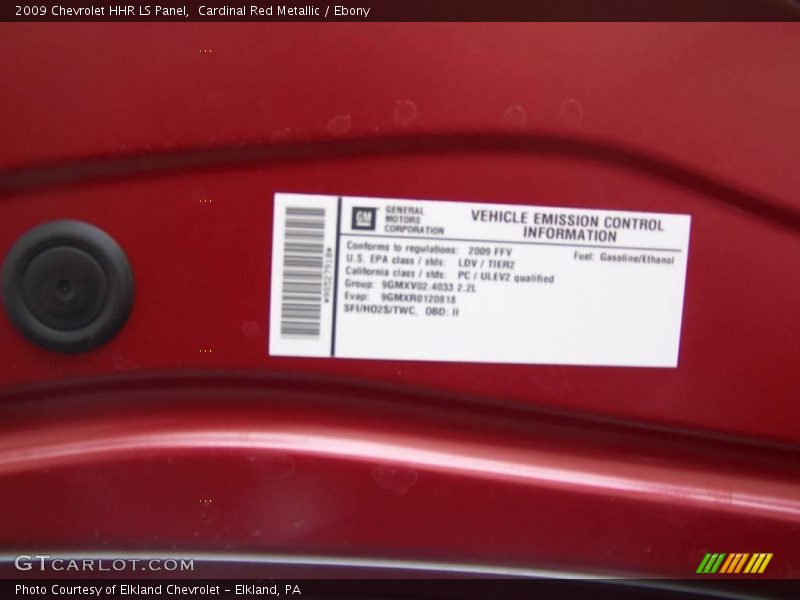 2009 Chevrolet HHR LS Panel,  Cardinal Red Metallic / Ebony
GM
GENERAL
MOTORS
CORPORATION
VEHICLE EMISSION CONTROL
INFORMATION
Conforms to regulations: 2009 FFV
Fuel: Gasoline/Ethanol
U.S. EPA class / stds: LDV / TIER2
California class / stds: PC / ULEV2 qualified
Group: 9GMXV02.4033 2.2L
Evap: 9GMXR0120818
SFI/HO2S/TWC, OBD: II
GTCARLOT.COM
Photo Courtesy of Elkland Chevrolet - Elkland, PA